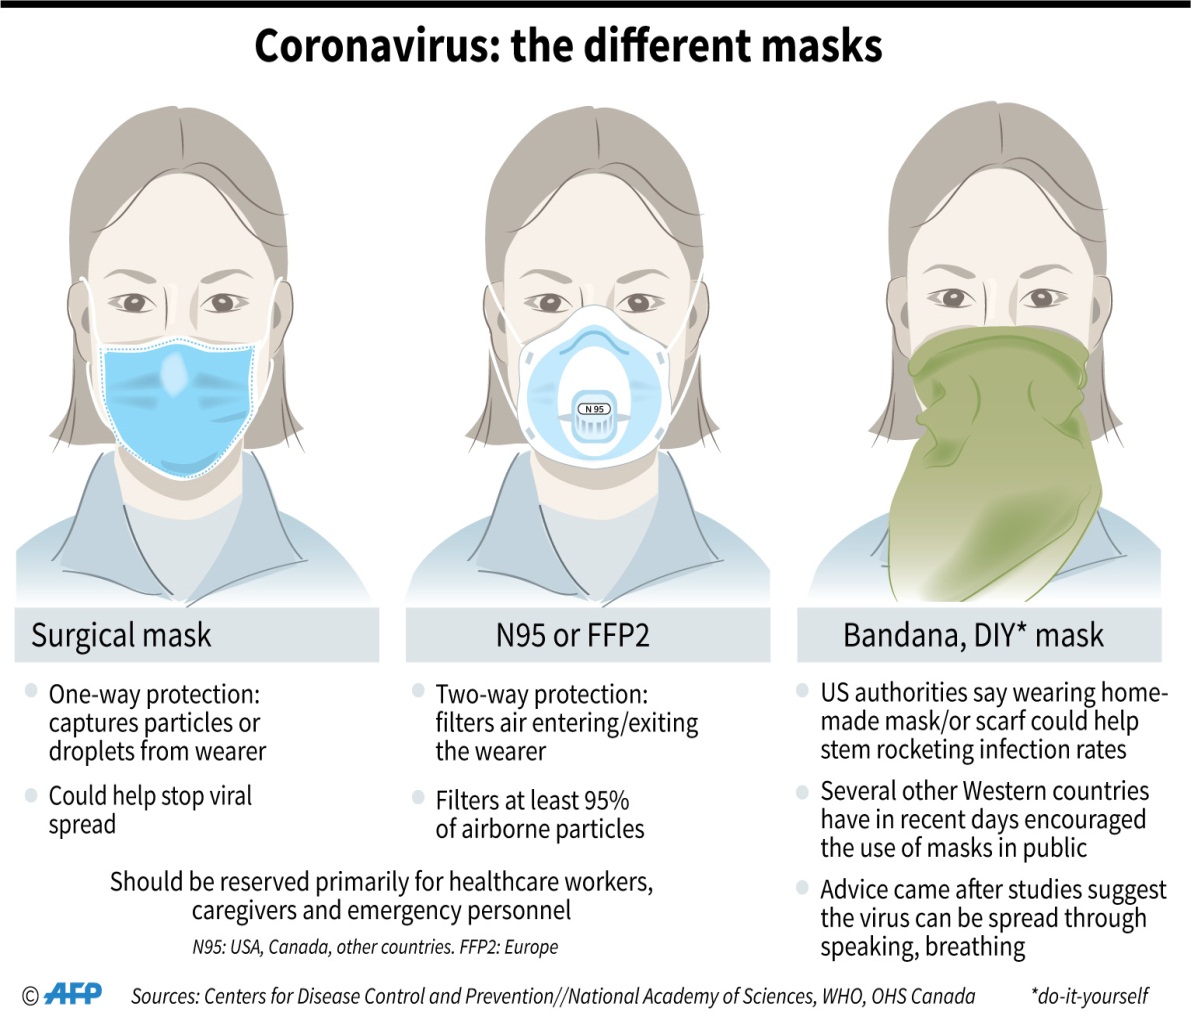 Coronavirus: the different masks
N 95
Surgical mask
One-way protection:
captures particles or
droplets from wearer
Could help stop viral
spread
N95 or FFP2
Two-way protection:
filters air entering/exiting
the wearer
Filters at least 95%
of airborne particles
Should be reserved primarily for healthcare workers,
caregivers and emergency personnel
N95: USA, Canada, other countries. FFP2: Europe
Bandana, DIY* mask
US authorities say wearing home-
made mask/or scarf could help
stem rocketing infection rates
Several other Western countries
have in recent days encouraged
the use of masks in public
Advice came after studies suggest
the virus can be spread through
speaking, breathing
© AFP
Sources: Centers for Disease Control and Prevention//National Academy of Sciences, WHO, OHS Canada
*do-it-yourself